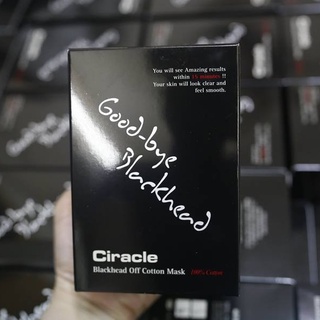 You will see Amazing results
within 15 minutes !!
Your skin will look clear and
feel smooth.
Good-bye
Blackhead
Ciracle
Blackhead Off Cotton Mask 100% Cotton